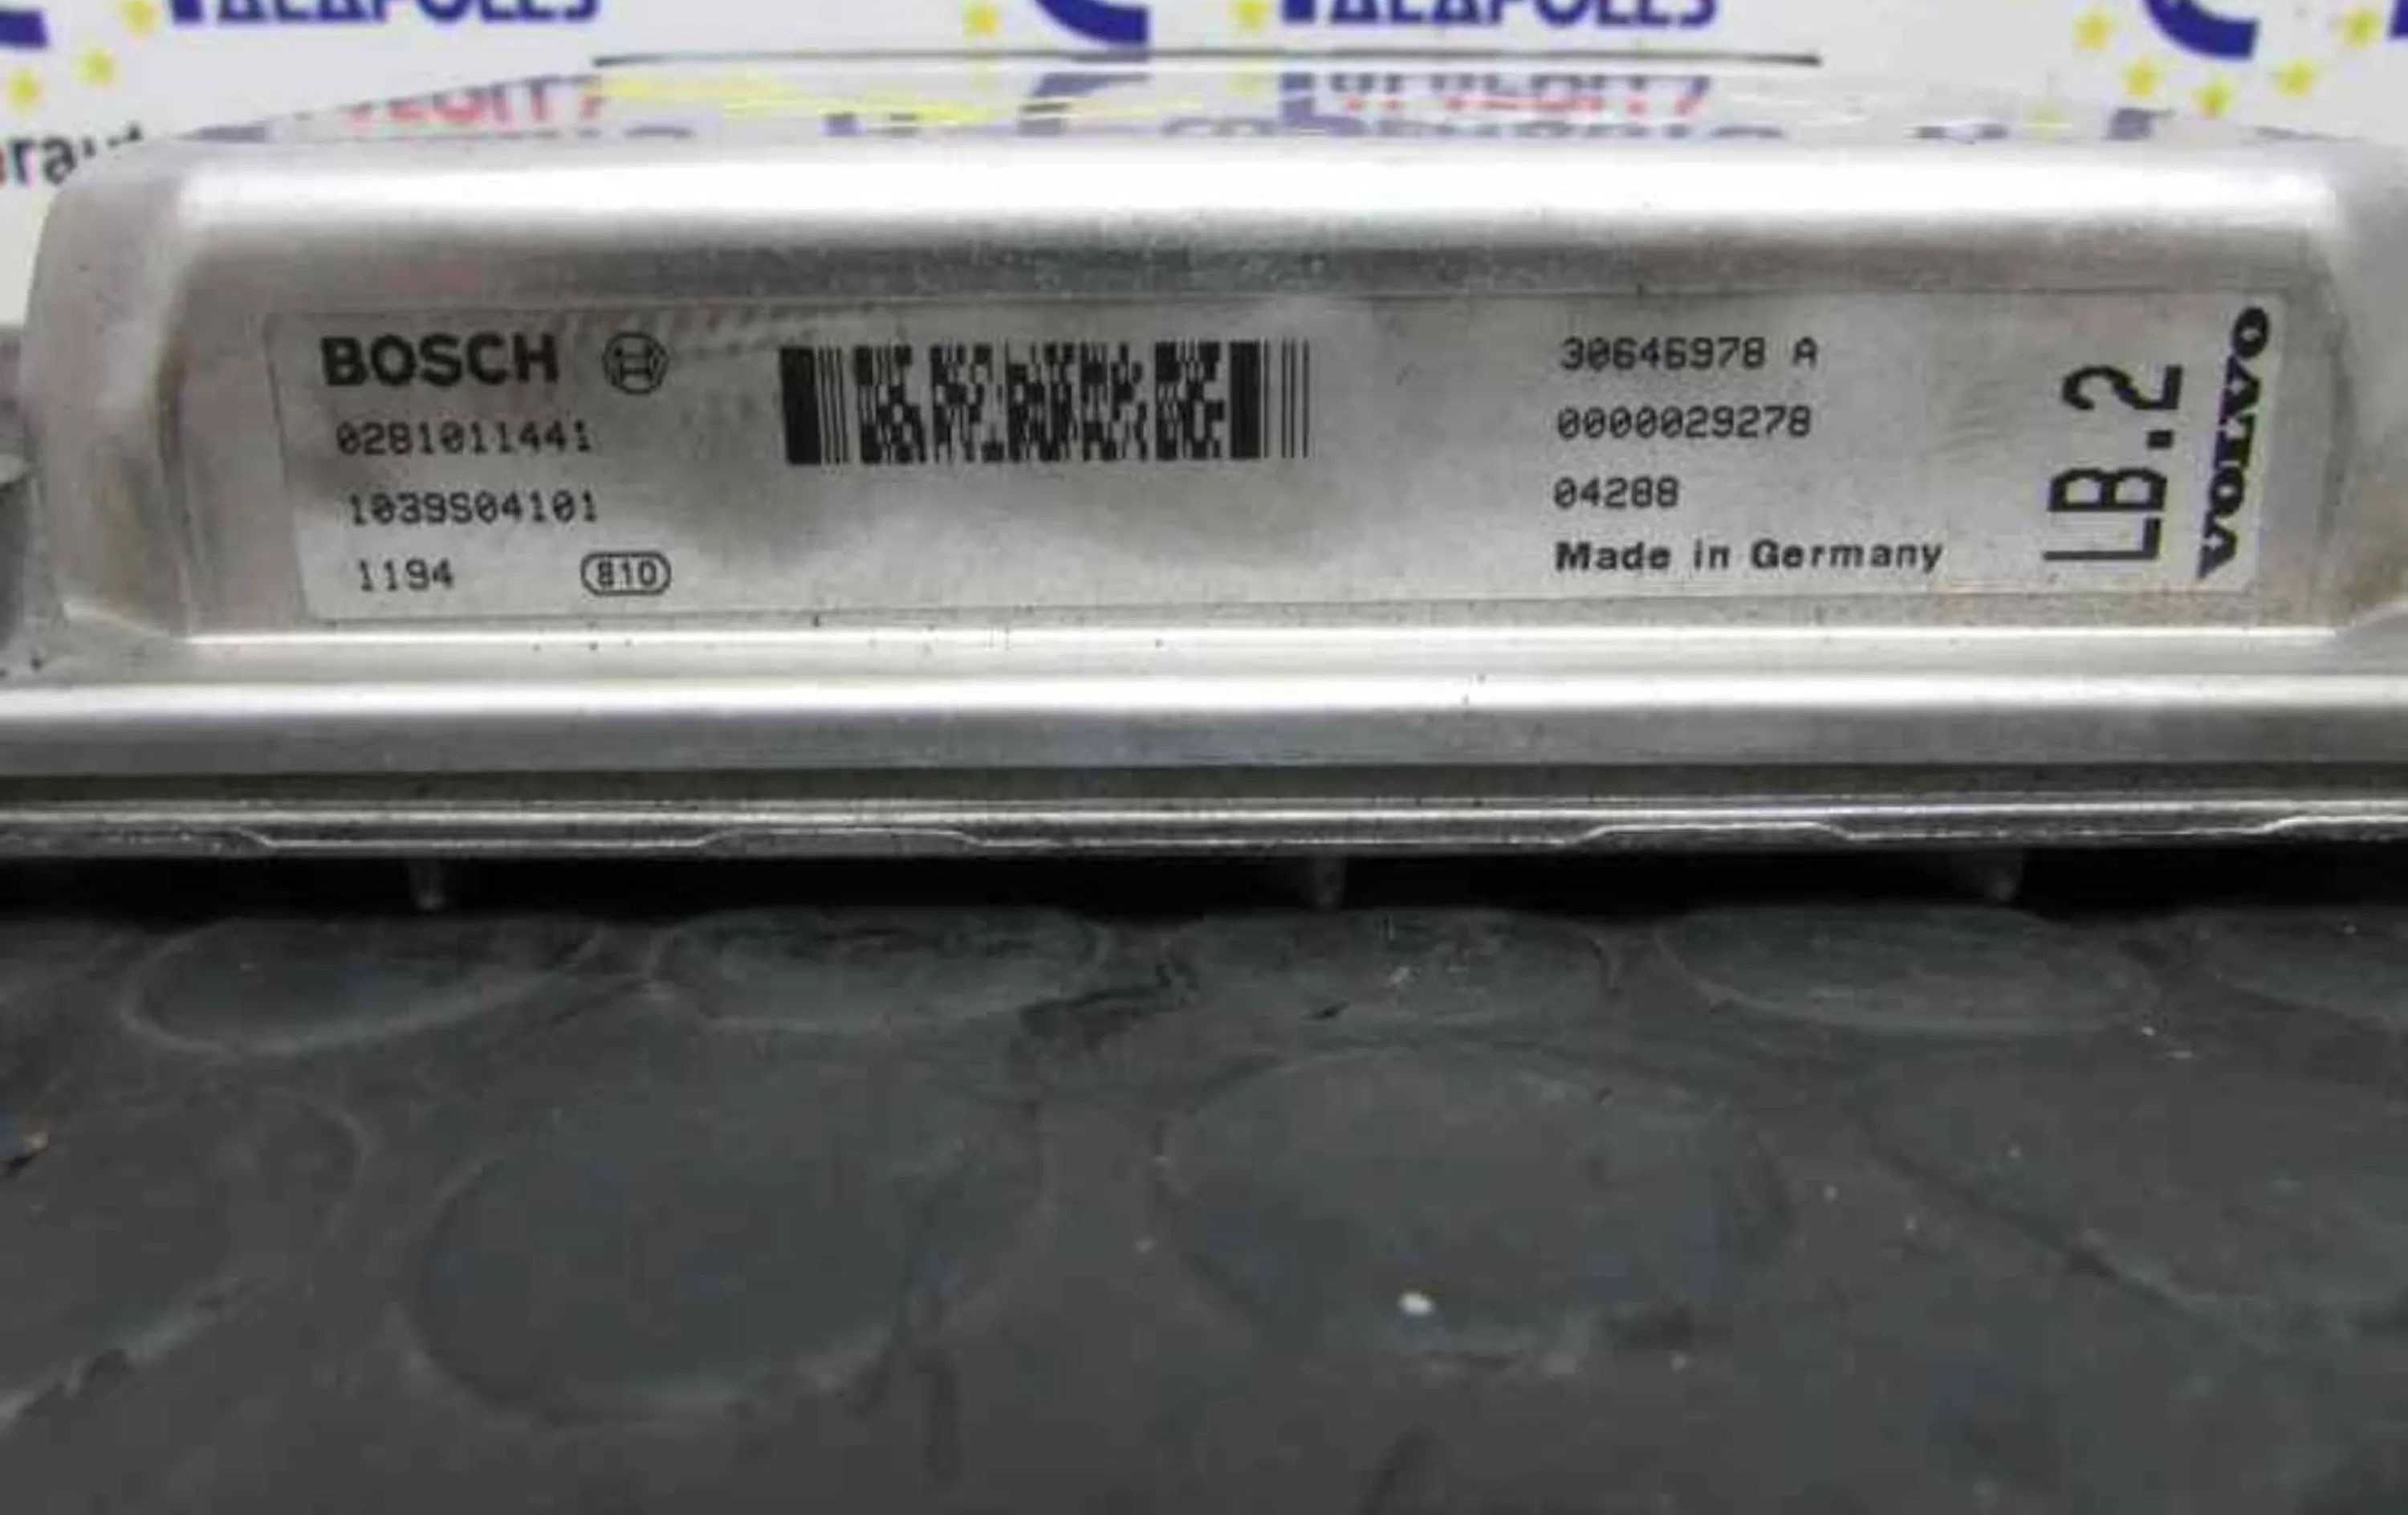 BOSCH
0281011441
1039S04101
1194 810
30646978 A
0000029278
04288
Made in Germany
LB.2
VOLVO